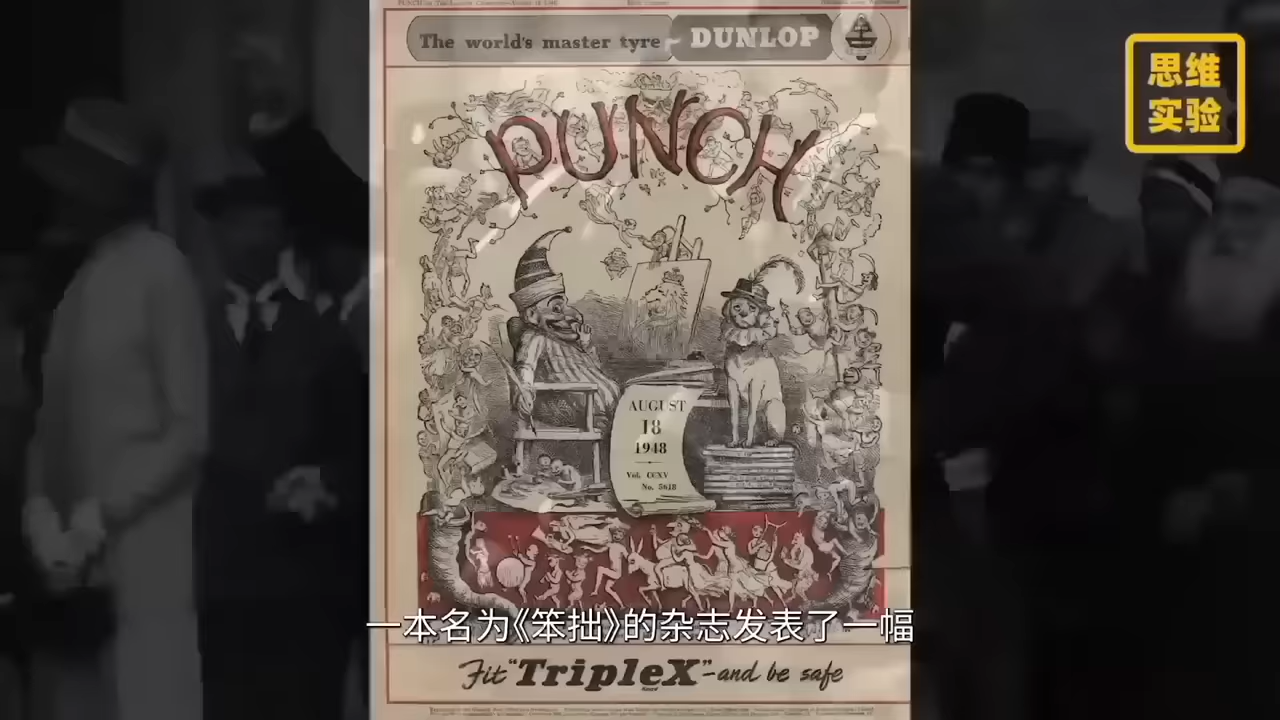 The world's master tyre DUNLOP
思维
实验
PUNCH
AUGUST
18
1948
Vol. CCXV
No. 5618
一本名为《笨拙》的杂志发表了一幅
Fit "TripleX" - and be safe